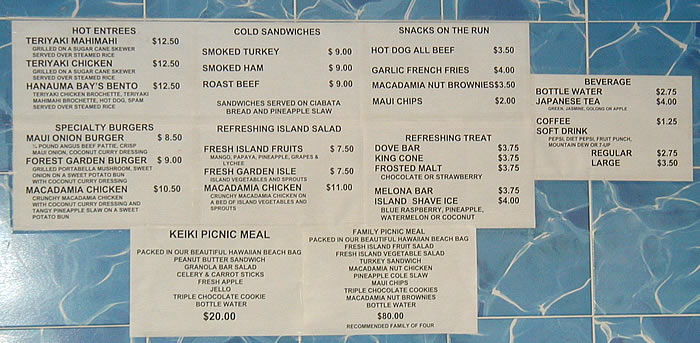 HOT ENTREES
TERIYAKI MAHIMAHI $12.50
GRILLED ON A SUGAR CANE SKEWER
SERVED OVER STEAMED RICE
TERIYAKI CHICKEN $12.50
GRILLED ON A SUGAR CANE SKEWER
SERVED OVER STEAMED RICE
HANAUMA BAY'S BENTO $12.50
TERIYAKI CHICKEN BROCHETTE, TERIYAKI
MAHIMAHI BROCHETTE, HOT DOG, SPAM
SERVED OVER STEAMED RICE
COLD SANDWICHES
SMOKED TURKEY $ 9.00
SMOKED HAM $ 9.00
ROAST BEEF $ 9.00
SANDWICHES SERVED ON CIABATA
BREAD AND PINEAPPLE SLAW
SNACKS ON THE RUN
HOT DOG ALL BEEF $3.50
GARLIC FRENCH FRIES $4.00
MACADAMIA NUT BROWNIES $3.50
MAUI CHIPS $2.00
BEVERAGE
BOTTLE WATER $2.75
JAPANESE TEA $4.00
GREEN, JASMINE, OOLONG OR APPLE
COFFEE $1.25
SOFT DRINK
PEPSI, DIET PEPSI, FRUIT PUNCH,
MOUNTAIN DEW OR 7-UP
REGULAR $2.75
LARGE $3.50
SPECIALTY BURGERS
MAUI ONION BURGER $ 8.50
POUND ANGUS BEEF PATTIE, CRISP
MAUI ONION, COCONUT CURRY DRESSING
FOREST GARDEN BURGER $ 9.00
GRILLED PORTABELLA MUSHROOM, SWEET
ONION ON A SWEET POTATO BUN
WITH COCONUT CURRY DRESSING
MACADAMIA CHICKEN $10.50
CRUNCHY MACADAMIA CHICKEN
WITH COCONUT CURRY DRESSING AND
TANGY PINEAPPLE SLAW ON A SWEET
POTATO BUN
REFRESHING ISLAND SALAD
FRESH ISLAND FRUITS $ 7.50
MANGO, PAPAYA, PINEAPPLE, GRAPES &
LYCHEE
FRESH GARDEN ISLE $ 7.50
ISLAND VEGETABLES AND SPROUTS
MACADAMIA CHICKEN $11.00
CRUNCHY MACADAMIA CHICKEN ON
A BED OF ISLAND VEGETABLES AND
SPROUTS
REFRESHING TREAT
DOVE BAR $3.75
KING CONE $3.75
FROSTED MALT $3.75
CHOCOLATE OR STRAWBERRY
MELONA BAR $3.75
ISLAND SHAVE ICE $4.00
BLUE RASPBERRY, PINEAPPLE,
WATERMELON OR COCONUT
KEIKI PICNIC MEAL
PACKED IN OUR BEAUTIFUL HAWAIIAN BEACH BAG
PEANUT BUTTER SANDWICH
GRANOLA BAR SALAD
CELERY & CARROT STICKS
FRESH APPLE
JELLO
TRIPLE CHOCOLATE COOKIE
BOTTLE WATER
$20.00
FAMILY PICNIC MEAL
PACKED IN OUR BEAUTIFUL HAWAIIAN BEACH BAG
FRESH ISLAND FRUIT SALAD
FRESH ISLAND VEGETABLE SALAD
TURKEY SANDWICH
MACADAMIA NUT CHICKEN
PINEAPPLE COLE SLAW
MAUI CHIPS
TRIPLE CHOCOLATE COOKIES
MACADAMIA NUT BROWNIES
BOTTLE WATER
$80.00
RECOMMENDED FAMILY OF FOUR